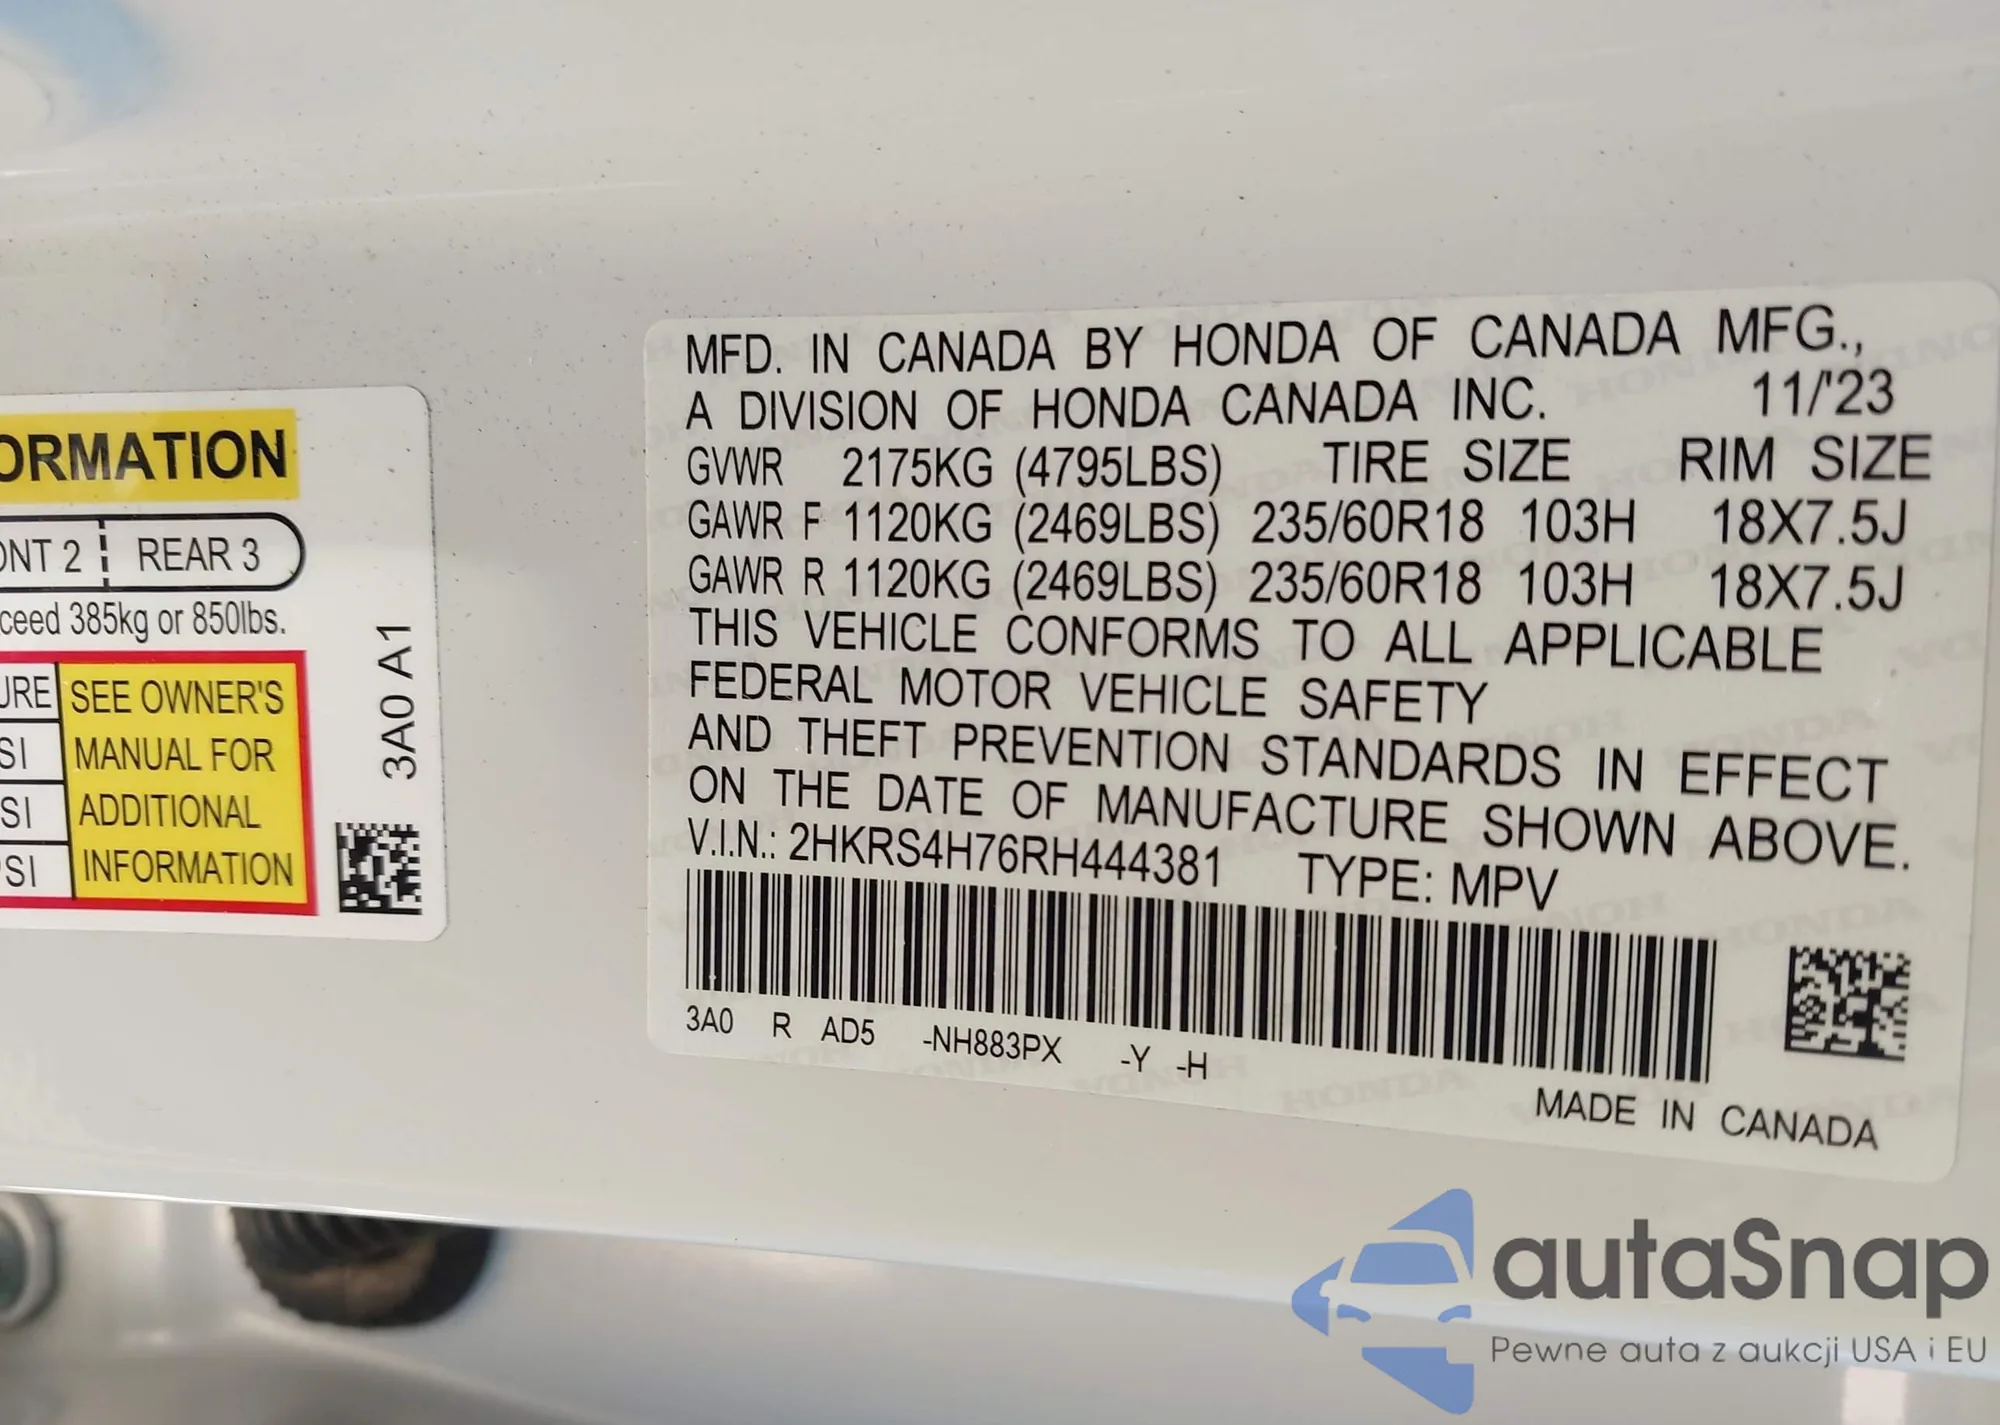 ORMATION
ONT 2 REAR 3
ceed 385kg or 850lbs.
URE SEE OWNER'S
SI MANUAL FOR
SI ADDITIONAL
SI INFORMATION
3A0 A1
MFD. IN CANADA BY HONDA OF CANADA MFG.,
A DIVISION OF HONDA CANADA INC. 11/'23
GVWR 2175KG (4795LBS) TIRE SIZE RIM SIZE
GAWR F 1120KG (2469LBS) 235/60R18 103H 18X7.5J
GAWR R 1120KG (2469LBS) 235/60R18 103H 18X7.5J
THIS VEHICLE CONFORMS TO ALL APPLICABLE
FEDERAL MOTOR VEHICLE SAFETY
AND THEFT PREVENTION STANDARDS IN EFFECT
ON THE DATE OF MANUFACTURE SHOWN ABOVE.
V.I.N.: 2HKRS4H76RH444381 TYPE: MPV
3A0 R AD5 -NH883PX -Y -H
MADE IN CANADA
autaSnap
Pewne auta z aukcji USA i EU